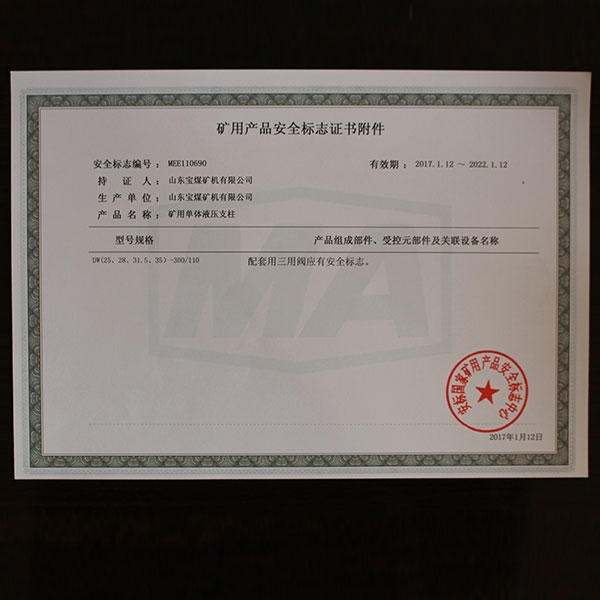 矿用产品安全标志证书附件
安全标志编号： MEE110690 有效期： 2017.1.12 ～ 2022.1.12
持 证 人： 山东宝煤矿机有限公司
生 产 单 位： 山东宝煤矿机有限公司
产 品 名 称： 矿用单体液压支柱
型号规格 产品组成部件、受控元部件及关联设备名称
DW(25、28、31.5、35)-300/110 配套用三用阀应有安全标志。
MA
安标国家矿用产品安全标志中心
2017年1月12日